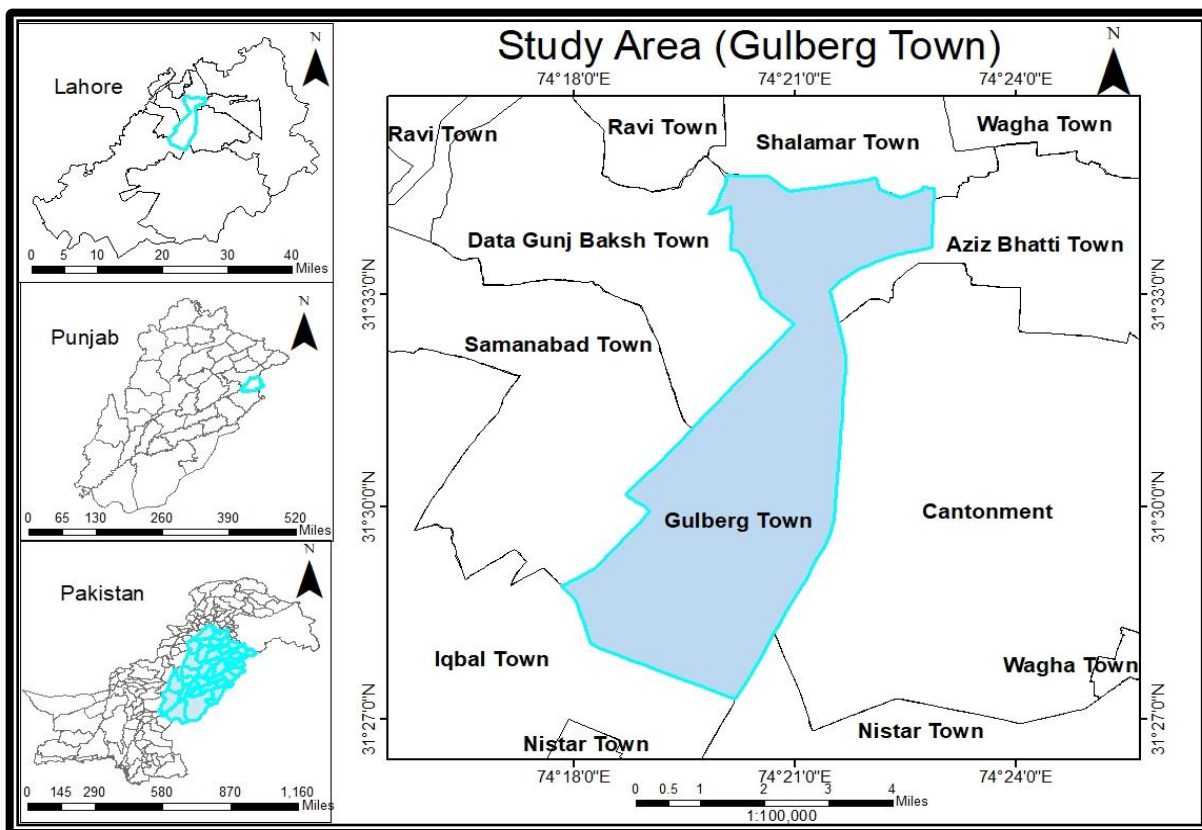 Study Area (Gulberg Town)
N
Lahore
0 5 10 20 30 40
Miles
N
Punjab
0 65 130 260 390 520
Miles
N
Pakistan
0 145 290 580 870 1,160
Miles
N
74°18'0"E 74°21'0"E 74°24'0"E
Ravi Town
Ravi Town
Shalamar Town
Wagha Town
Data Gunj Baksh Town
Aziz Bhatti Town
31°33'0"N
31°33'0"N
Samanabad Town
31°30'0"N
31°30'0"N
Gulberg Town
Cantonment
Iqbal Town
Wagha Town
31°27'0"N
31°27'0"N
Nistar Town
Nistar Town
74°18'0"E 74°21'0"E 74°24'0"E
0 0.5 1 2 3 4
Miles
1:100,000